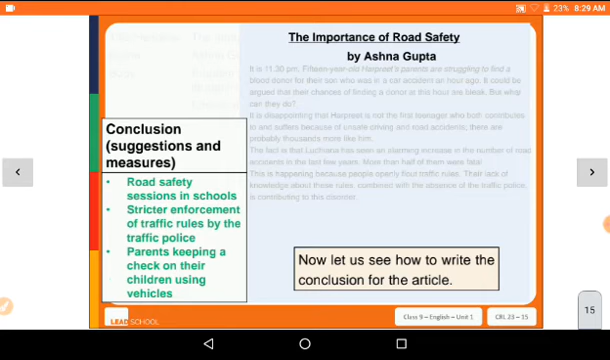 23%
8:29 AM
The Importance of Road Safety
by Ashna Gupta
It is 11.30 pm. Fifteen-year-old Harpreet's parents are struggling to find a
blood donor for their son who was in a car accident an hour ago. It could be
argued that their chances of finding a donor at this hour are bleak. But what
can they do?
It is disappointing that Harpreet is not the first teenager who both contributes
to and suffers because of unsafe driving and road accidents; there are
probably thousands more like him.
The fact is that Ludhiana has seen an alarming increase in the number of road
accidents in the last few years. More than half of them were fatal.
This is happening because people openly flout traffic rules. Their lack of
knowledge about these rules, combined with the absence of the traffic police,
is contributing to this disaster.
Conclusion
(suggestions and
measures)
• Road safety
sessions in schools
• Stricter enforcement
of traffic rules by the
traffic police
• Parents keeping a
check on their
children using
vehicles
Now let us see how to write the
conclusion for the article.
LEAD SCHOOL
Class 9 – English – Unit 1
CRL 23 – 15
15